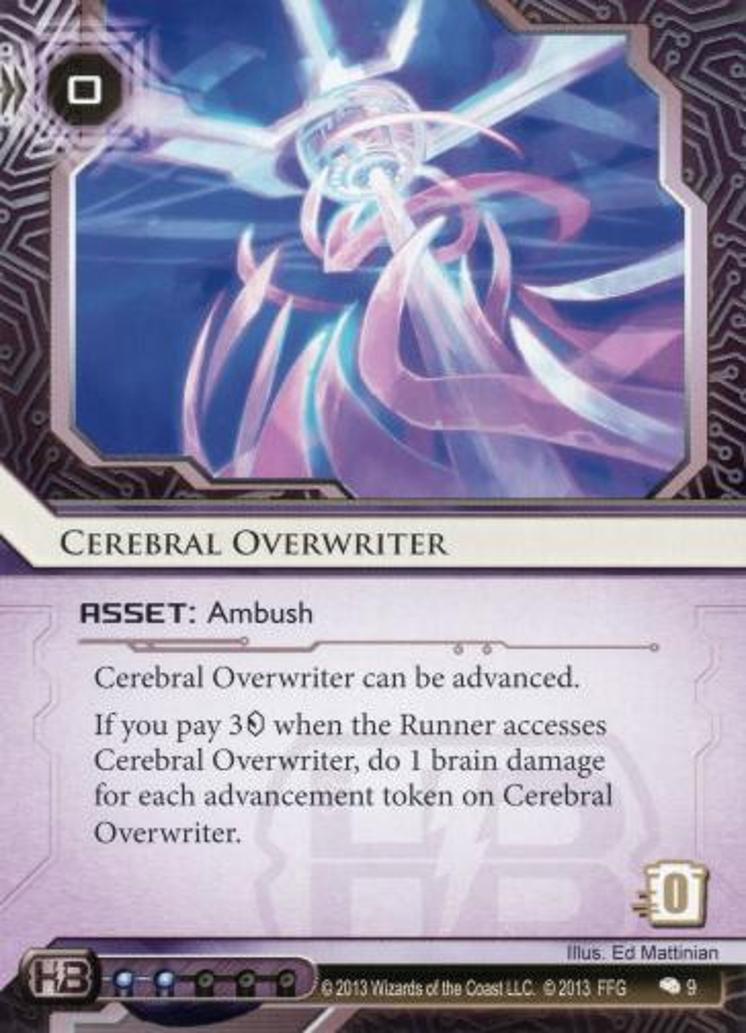 0
CEREBRAL OVERWRITER
ASSET: Ambush
Cerebral Overwriter can be advanced.
If you pay 3 when the Runner accesses
Cerebral Overwriter, do 1 brain damage
for each advancement token on Cerebral
Overwriter.
0
Illus. Ed Mattinian
HB
© 2013 Wizards of the Coast LLC. © 2013 FFG 9